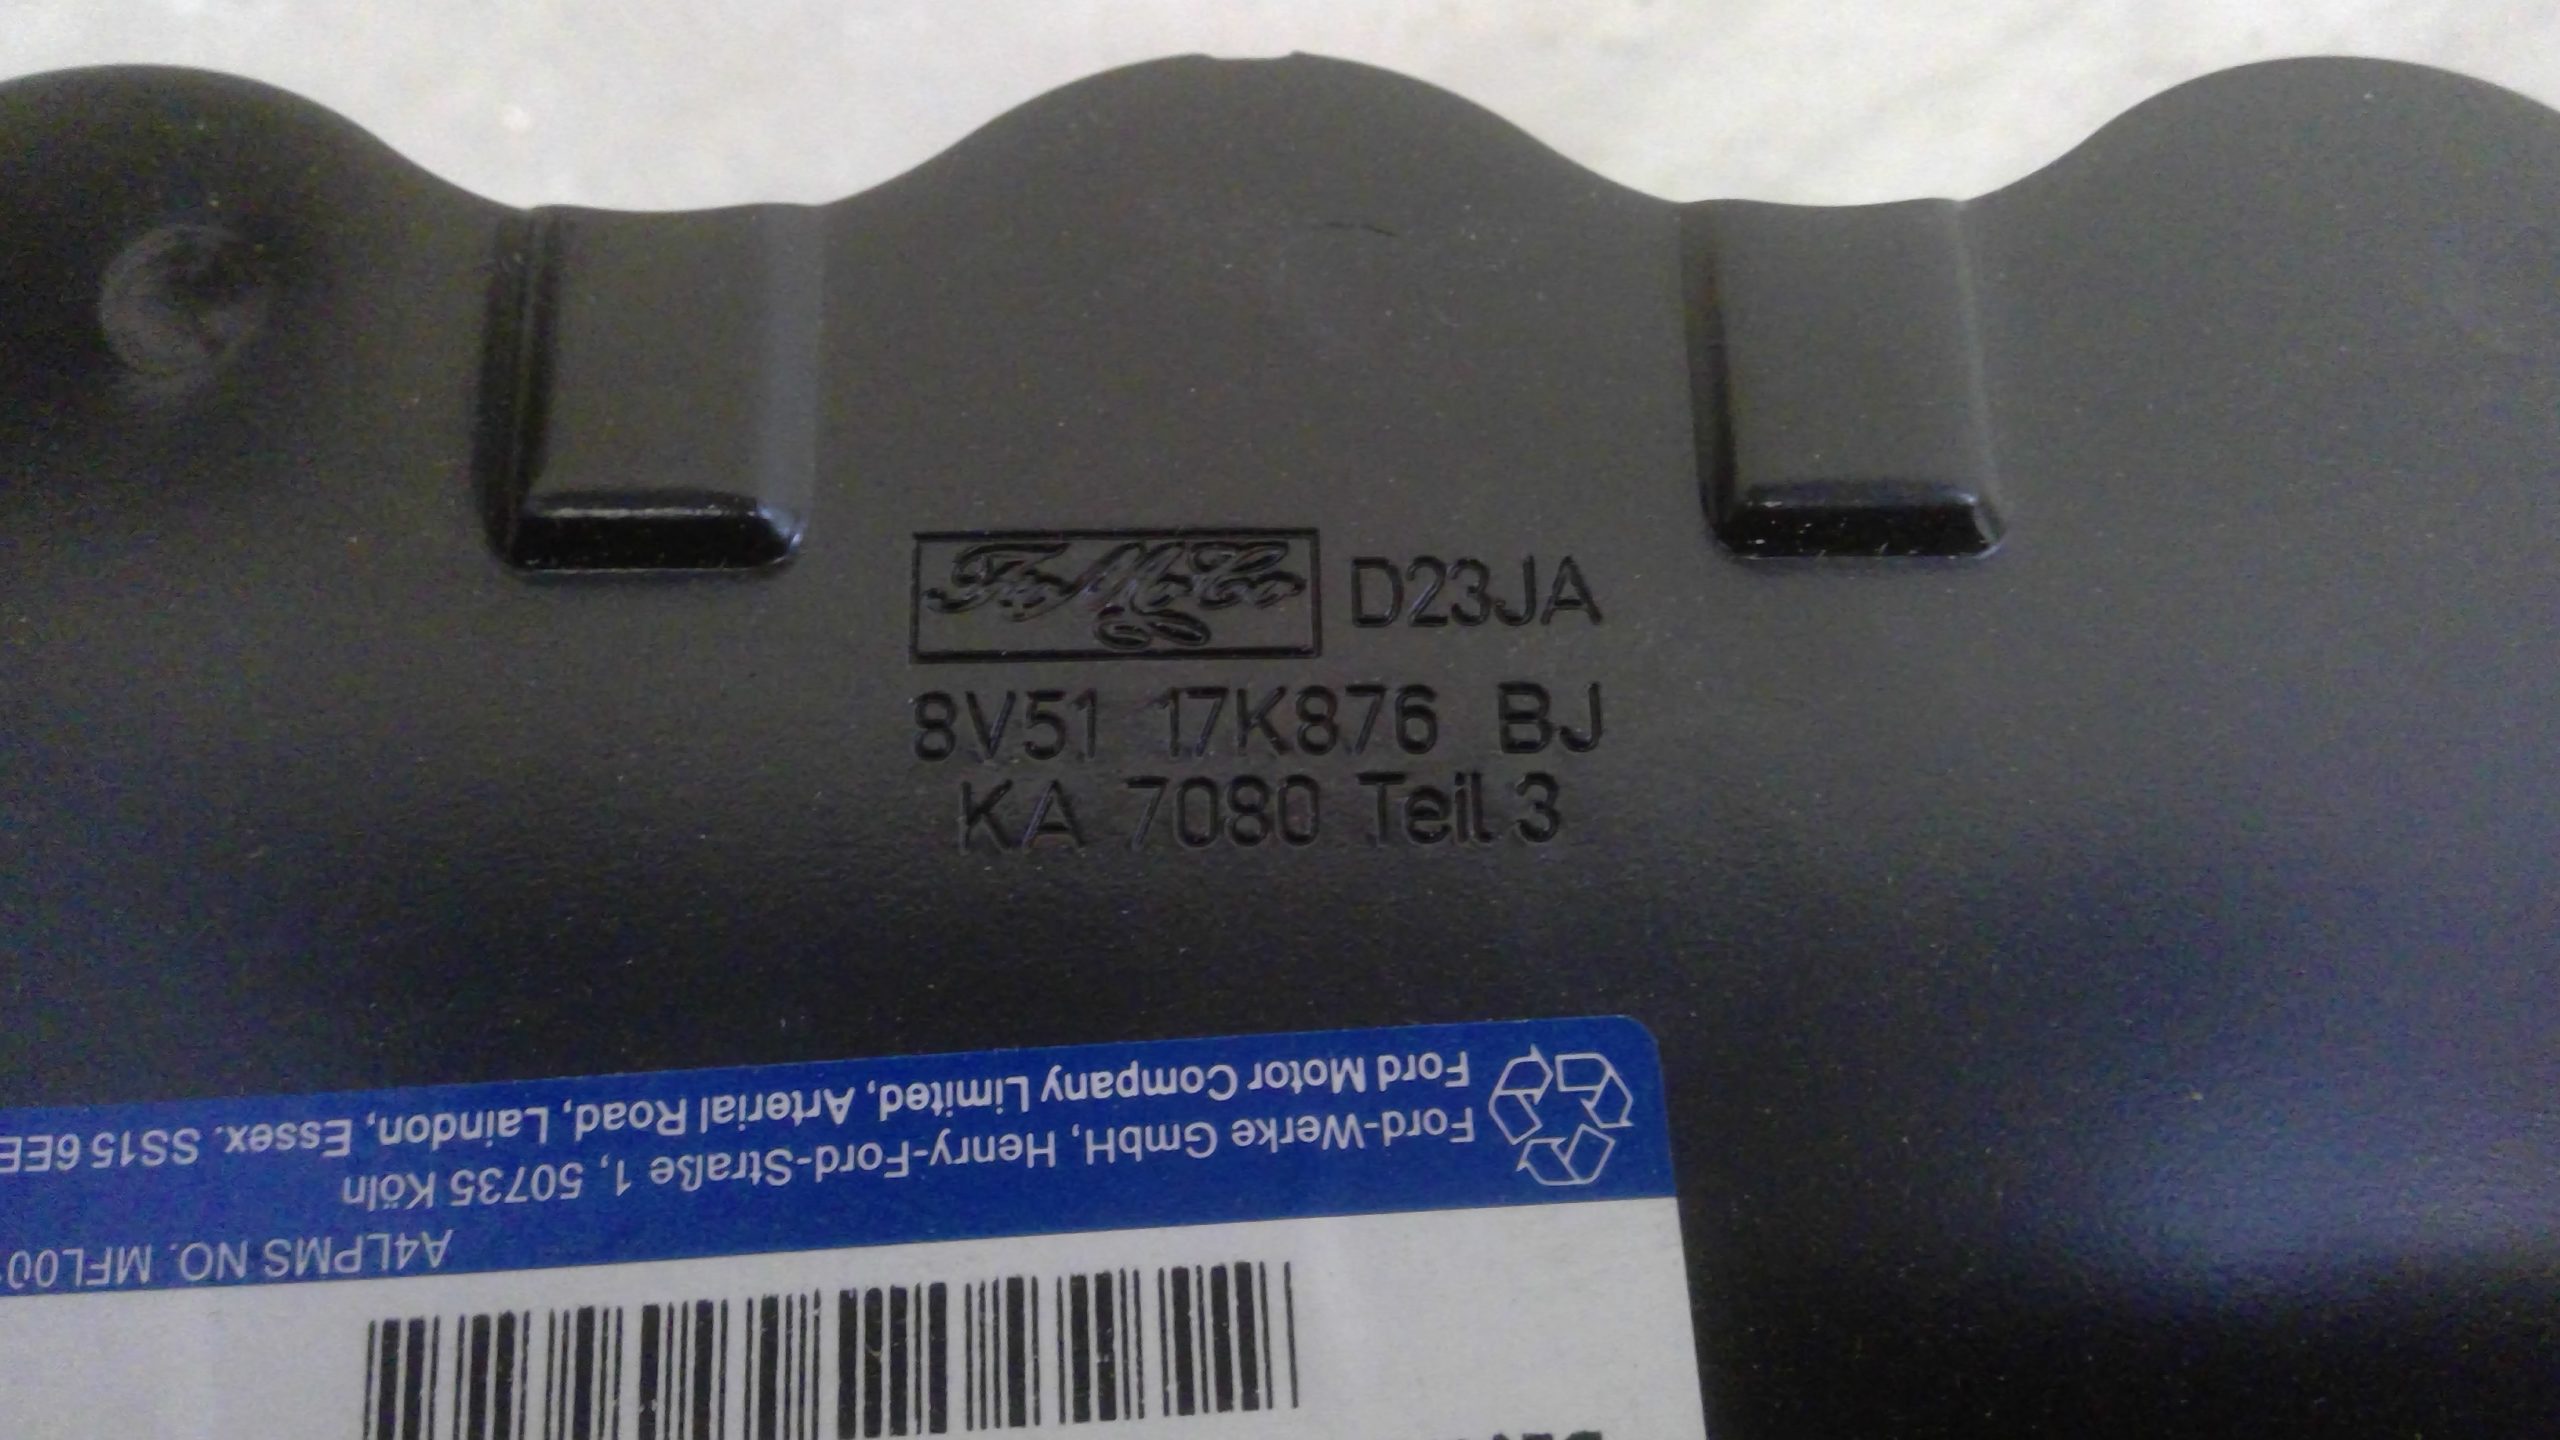 FoMoCo D23JA
8V51 17K876 BJ
KA 7080 Teil 3
Ford Motor Company Limited, Arterial Road, Laindon, Essex. SS15 6EE
Ford-Werke GmbH, Henry-Ford-Straße 1, 50735 Köln
A4LPMS NO.